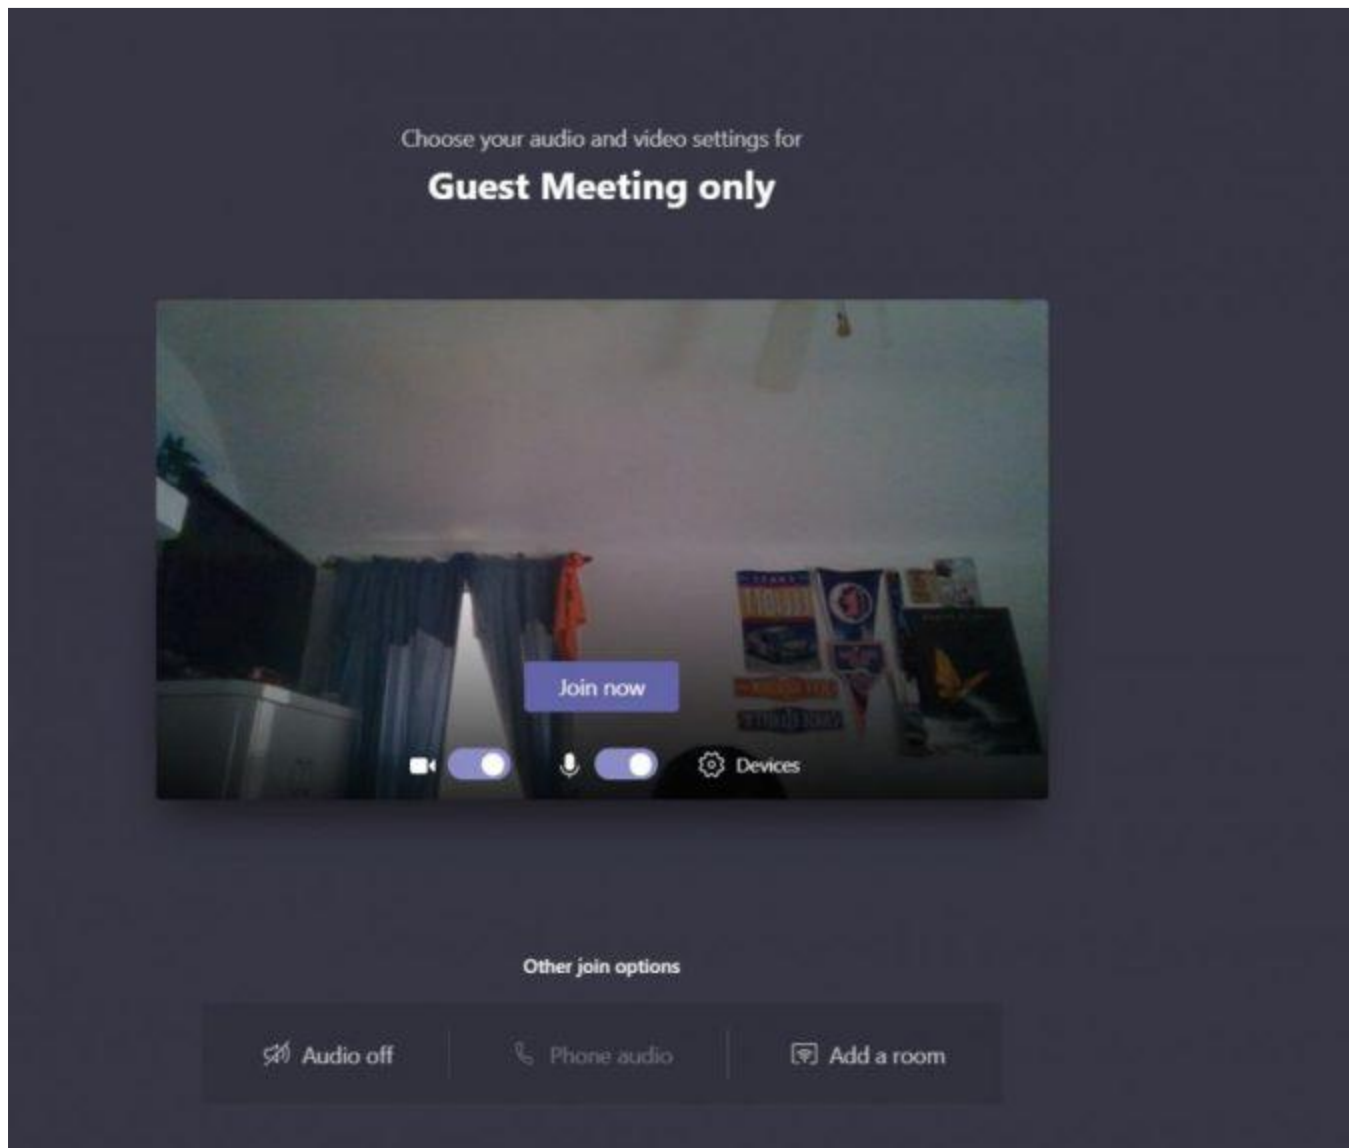 Choose your audio and video settings for
Guest Meeting only
Join now
Devices
Other join options
Audio off
Phone audio
Add a room